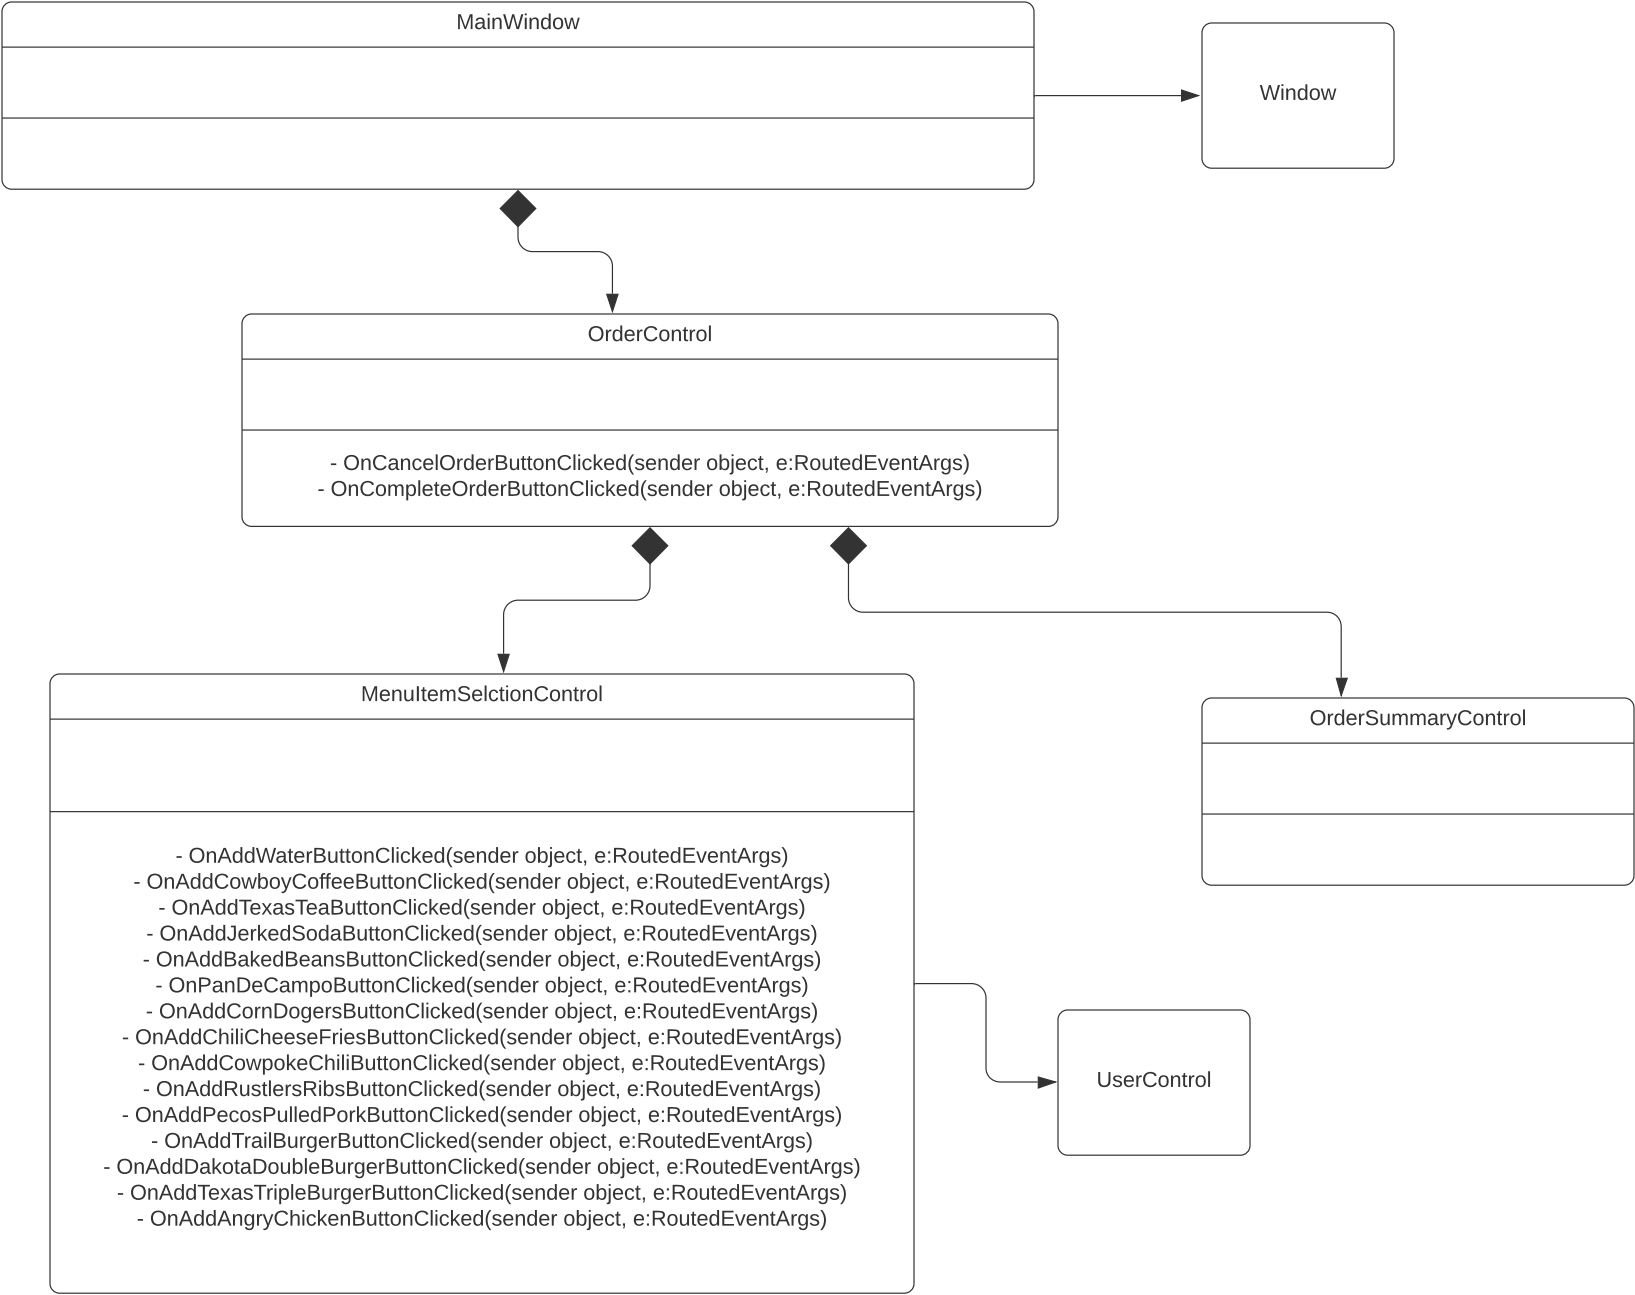 MainWindow
Window
OrderControl
- OnCancelOrderButtonClicked(sender object, e:RoutedEventArgs)
- OnCompleteOrderButtonClicked(sender object, e:RoutedEventArgs)
MenuItemSelctionControl
OrderSummaryControl
- OnAddWaterButtonClicked(sender object, e:RoutedEventArgs)
- OnAddCowboyCoffeeButtonClicked(sender object, e:RoutedEventArgs)
- OnAddTexasTeaButtonClicked(sender object, e:RoutedEventArgs)
- OnAddJerkedSodaButtonClicked(sender object, e:RoutedEventArgs)
- OnAddBakedBeansButtonClicked(sender object, e:RoutedEventArgs)
- OnPanDeCampoButtonClicked(sender object, e:RoutedEventArgs)
- OnAddCornDogersButtonClicked(sender object, e:RoutedEventArgs)
- OnAddChiliCheeseFriesButtonClicked(sender object, e:RoutedEventArgs)
- OnAddCowpokeChiliButtonClicked(sender object, e:RoutedEventArgs)
- OnAddRustlersRibsButtonClicked(sender object, e:RoutedEventArgs)
- OnAddPecosPulledPorkButtonClicked(sender object, e:RoutedEventArgs)
- OnAddTrailBurgerButtonClicked(sender object, e:RoutedEventArgs)
- OnAddDakotaDoubleBurgerButtonClicked(sender object, e:RoutedEventArgs)
- OnAddTexasTripleBurgerButtonClicked(sender object, e:RoutedEventArgs)
- OnAddAngryChickenButtonClicked(sender object, e:RoutedEventArgs)
UserControl